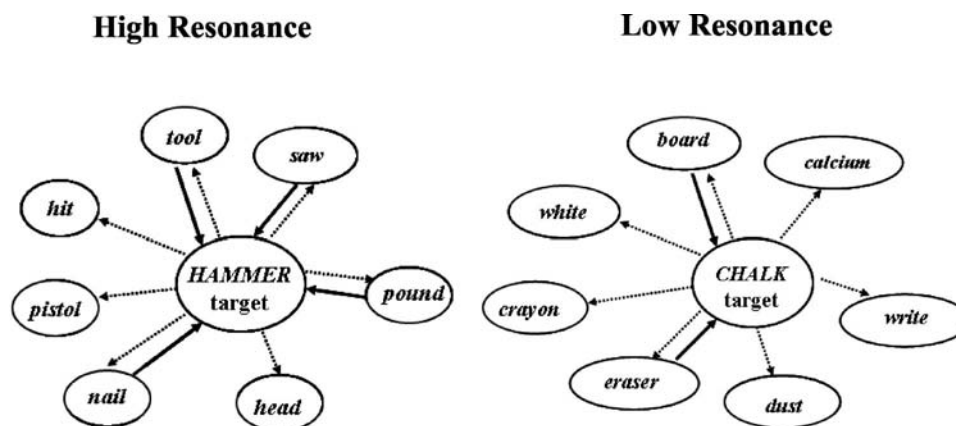 High Resonance
tool
saw
hit
HAMMER
target
pistol
pound
nail
head
Low Resonance
board
calcium
white
CHALK
target
crayon
write
eraser
dust